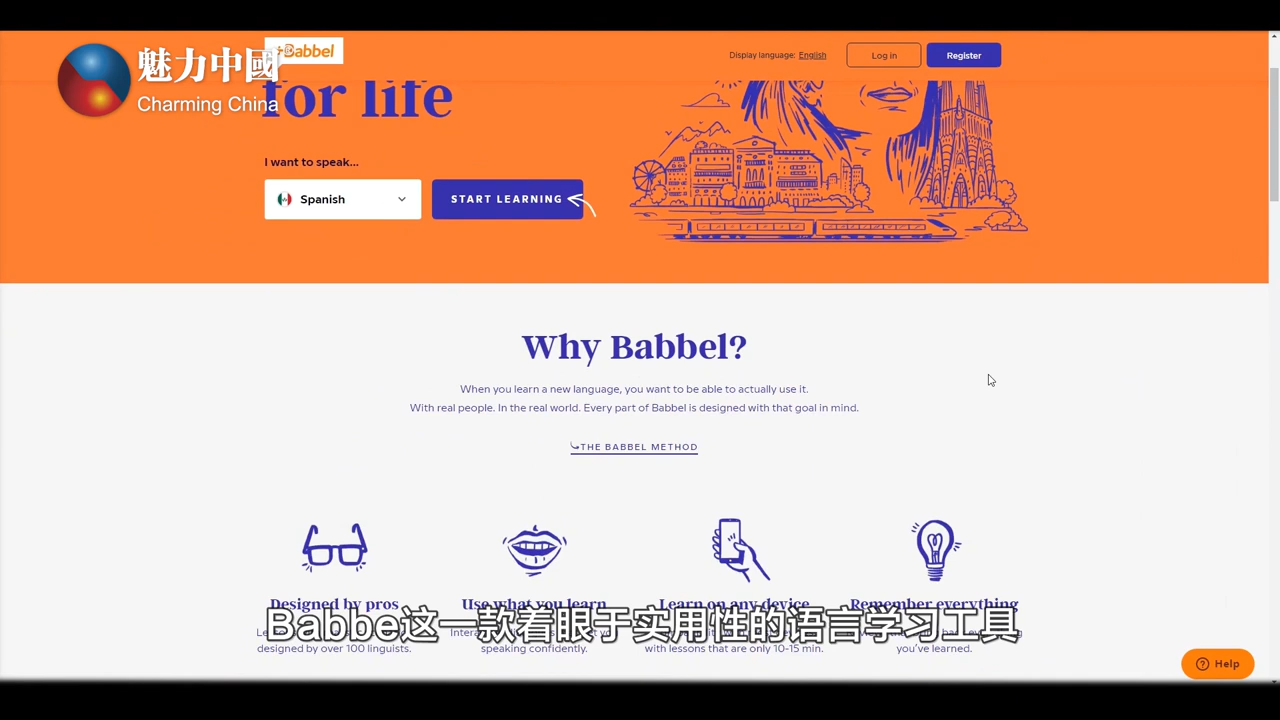 魅力中國
Charming China
+Babbel
Display language: English
Log in
Register
for life
I want to speak...
Spanish
START LEARNING
Why Babbel?
When you learn a new language, you want to be able to actually use it.
With real people. In the real world. Every part of Babbel is designed with that goal in mind.
THE BABBEL METHOD
Designed by pros
Use what you learn
Learn on any device
Remember everything
Babbe这一款着眼于实用性的语言学习工具
designed by over 100 linguists.
speaking confidently.
with lessons that are only 10-15 min.
you've learned.
Help